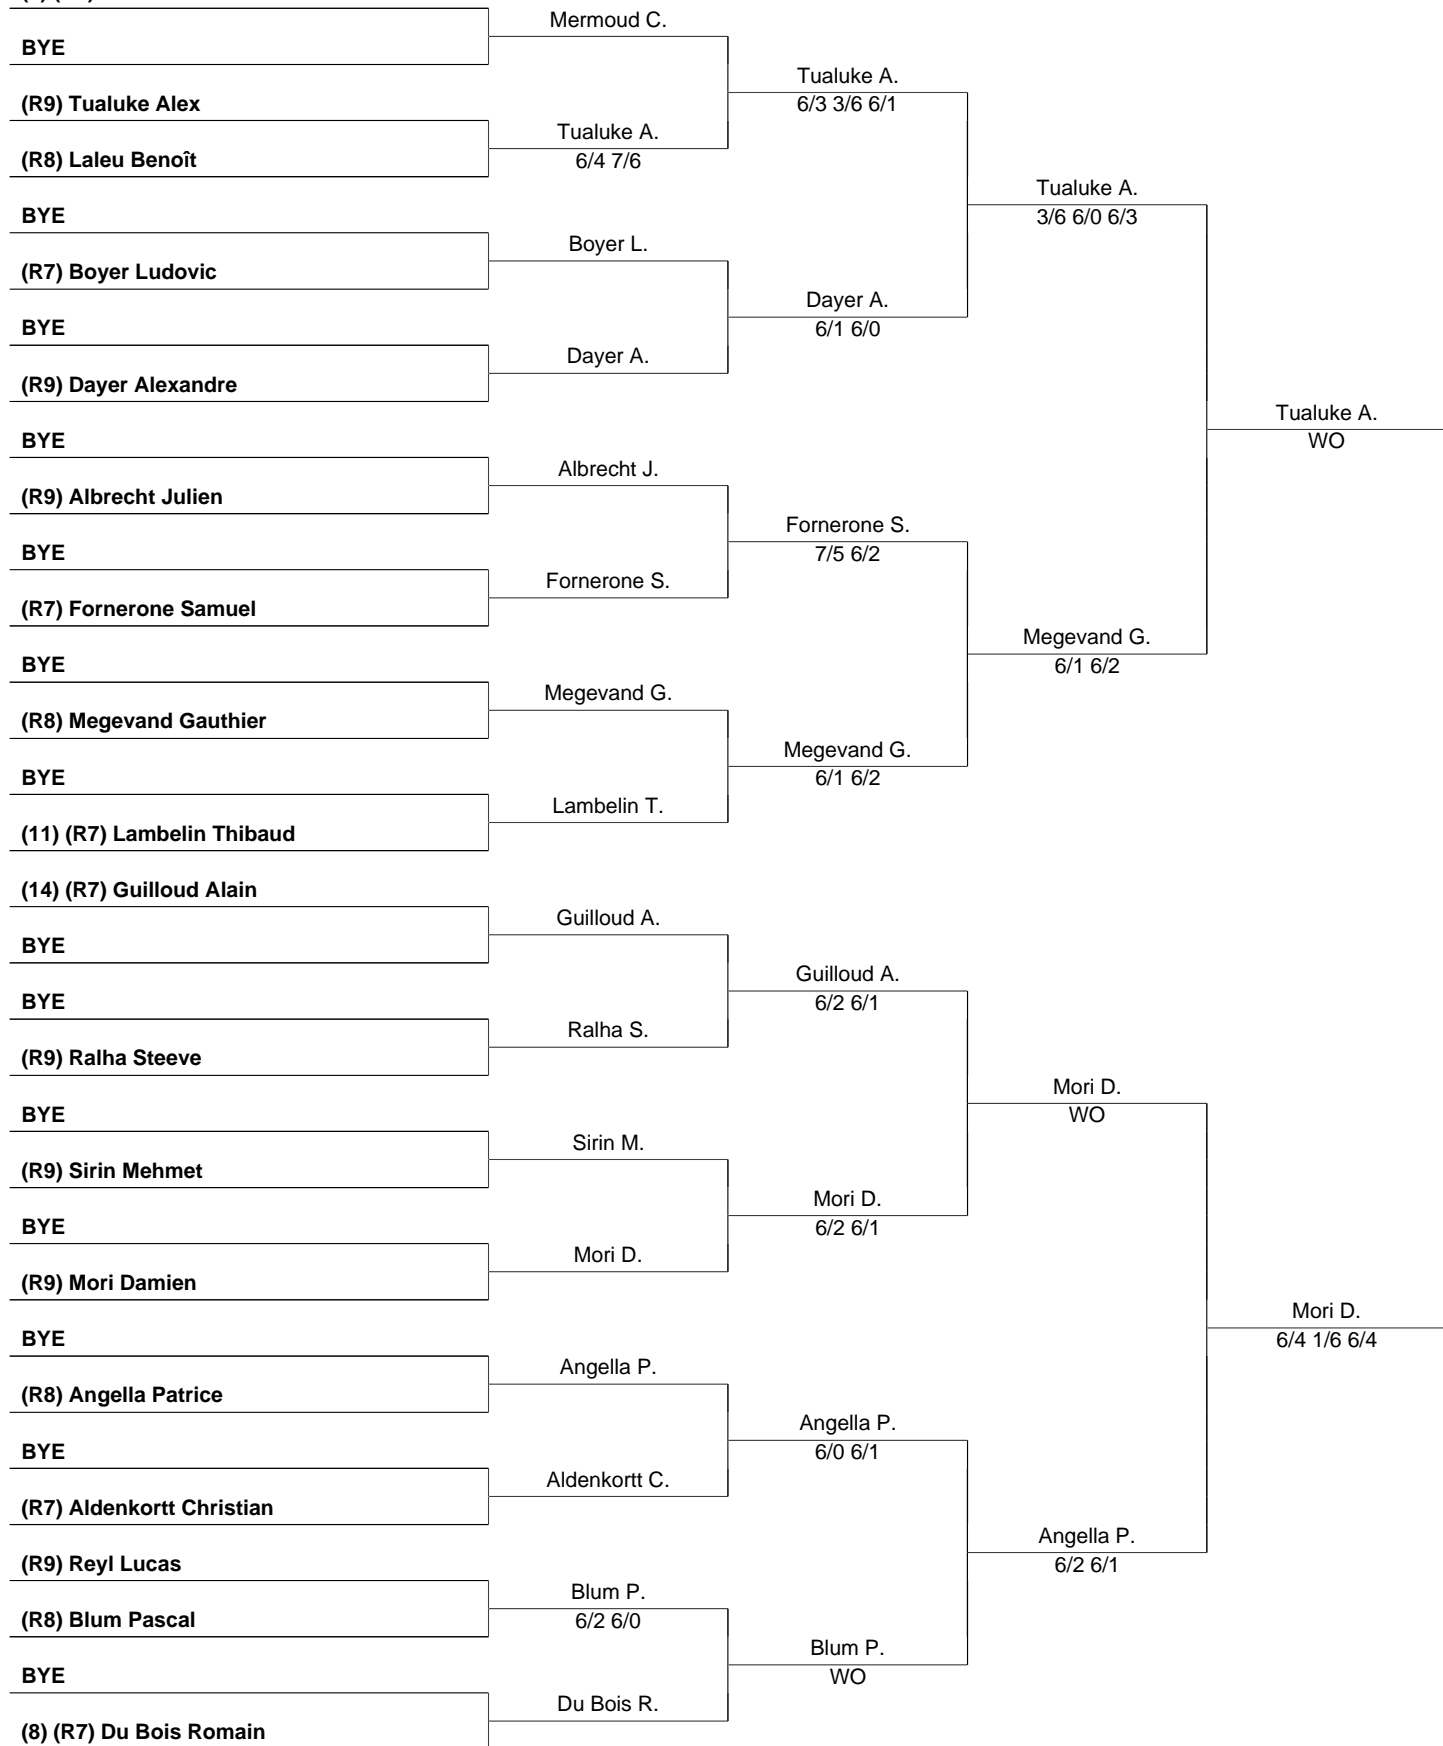 Mermoud C.
BYE
Tualuke A.
(R9) Tualuke Alex
6/3 3/6 6/1
Tualuke A.
(R8) Laleu Benoît
6/4 7/6
Tualuke A.
BYE
3/6 6/0 6/3
Boyer L.
(R7) Boyer Ludovic
Dayer A.
BYE
6/1 6/0
Dayer A.
(R9) Dayer Alexandre
Tualuke A.
BYE
WO
Albrecht J.
(R9) Albrecht Julien
Fornerone S.
BYE
7/5 6/2
Fornerone S.
(R7) Fornerone Samuel
Megevand G.
BYE
6/1 6/2
Megevand G.
(R8) Megevand Gauthier
Megevand G.
BYE
6/1 6/2
Lambelin T.
(11) (R7) Lambelin Thibaud
(14) (R7) Guilloud Alain
Guilloud A.
BYE
Guilloud A.
BYE
6/2 6/1
Ralha S.
(R9) Ralha Steeve
Mori D.
BYE
WO
Sirin M.
(R9) Sirin Mehmet
Mori D.
BYE
6/2 6/1
Mori D.
(R9) Mori Damien
Mori D.
BYE
6/4 1/6 6/4
Angella P.
(R8) Angella Patrice
Angella P.
BYE
6/0 6/1
Aldenkortt C.
(R7) Aldenkortt Christian
Angella P.
(R9) Reyl Lucas
6/2 6/1
Blum P.
(R8) Blum Pascal
6/2 6/0
Blum P.
BYE
WO
Du Bois R.
(8) (R7) Du Bois Romain